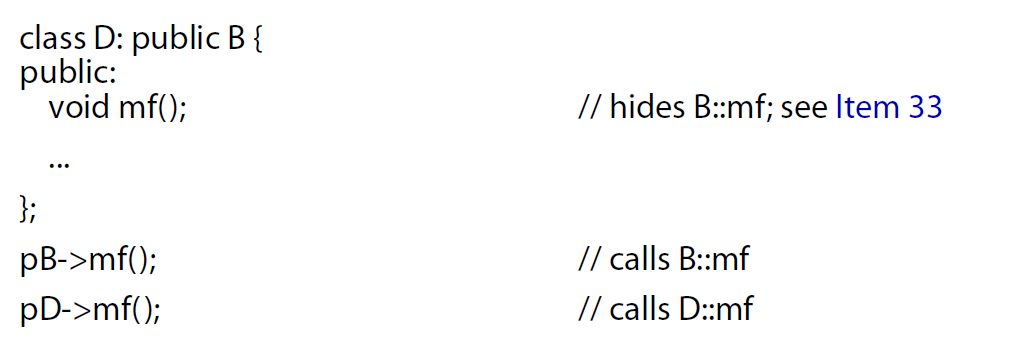 class D: public B {
public:
void mf(); // hides B::mf; see Item 33
...
};
pB->mf(); // calls B::mf
pD->mf(); // calls D::mf